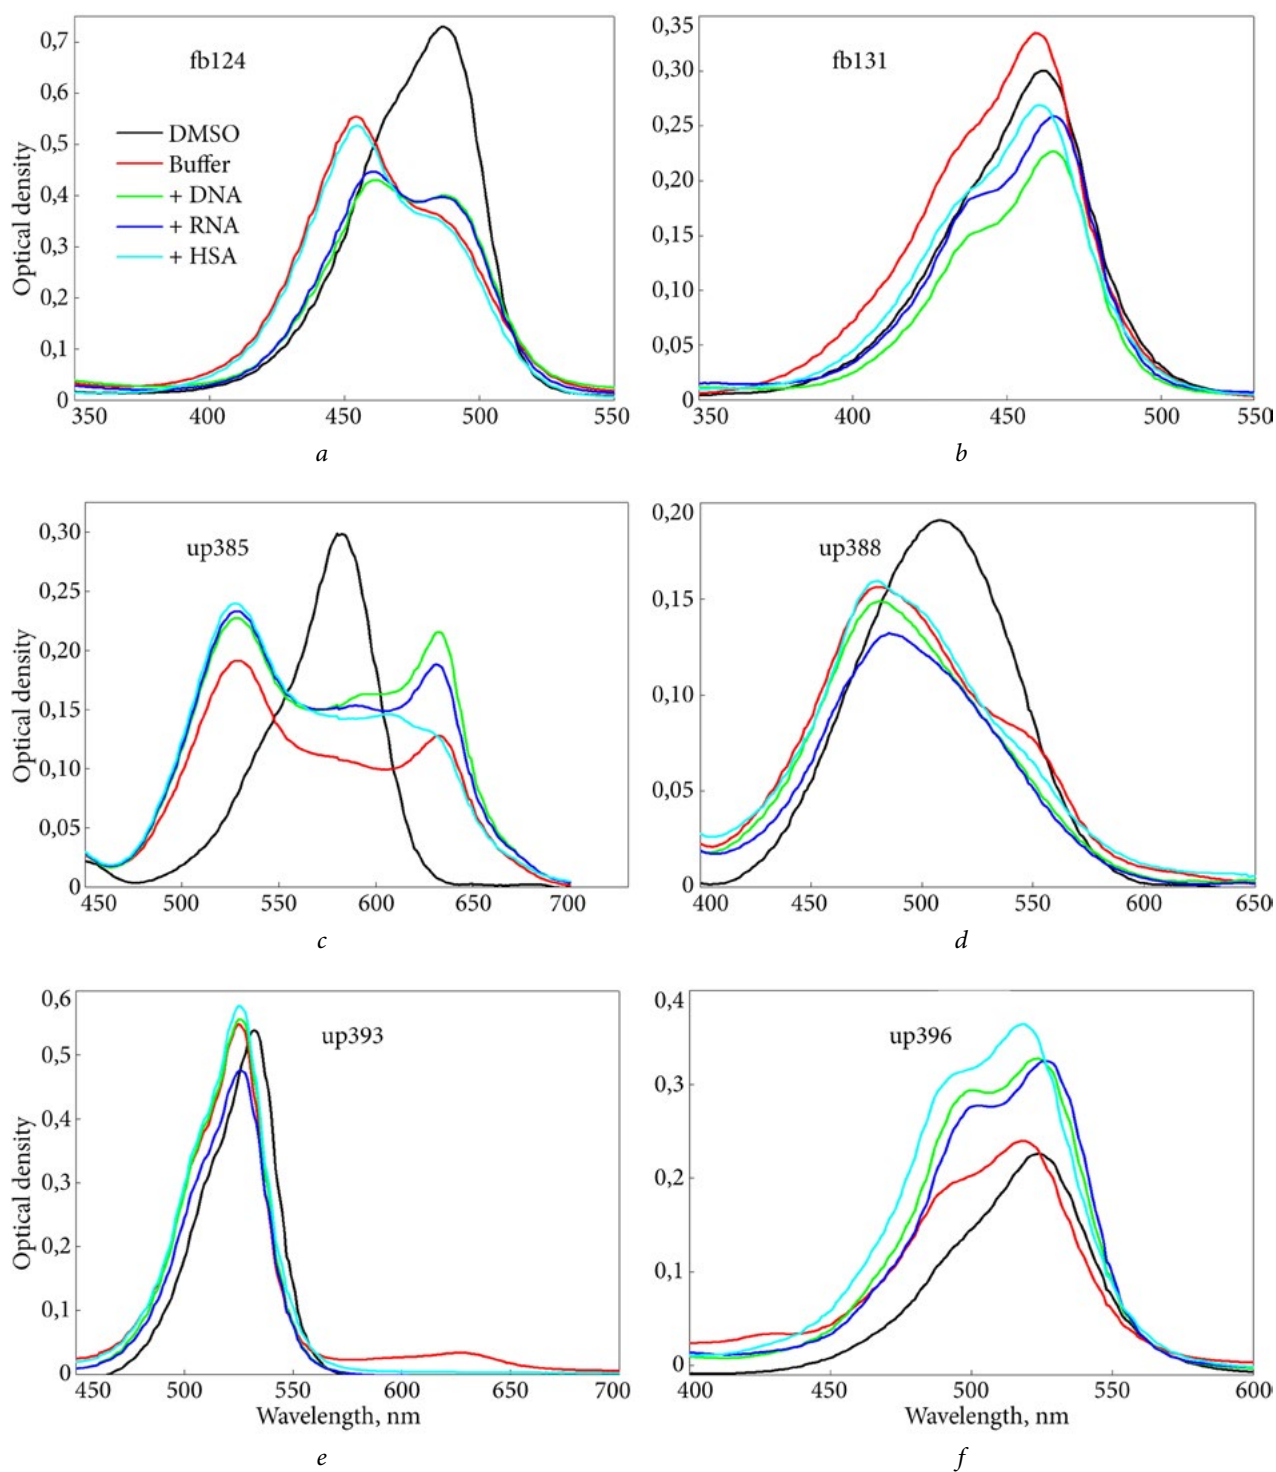 fb124
DMSO
Buffer
+ DNA
+ RNA
+ HSA
Optical density
0,7
0,6
0,5
0,4
0,3
0,2
0,1
0
350 400 450 500 550
a
fb131
0,35
0,30
0,25
0,20
0,15
0,10
0,05
0
350 400 450 500 550
b
up385
Optical density
0,30
0,25
0,20
0,15
0,10
0,05
0
450 500 550 600 650 700
c
up388
0,20
0,15
0,10
0,05
0
400 450 500 550 600 650
d
up393
Optical density
0,6
0,5
0,4
0,3
0,2
0,1
0
450 500 550 600 650 700
Wavelength, nm
e
up396
0,4
0,3
0,2
0,1
0
400 450 500 550 600
Wavelength, nm
f